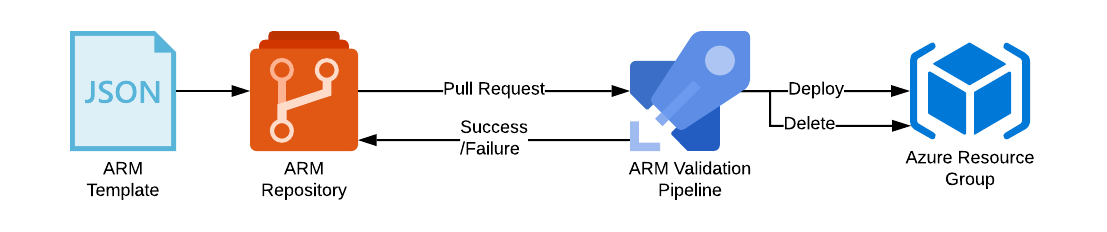 JSON
ARM
Template
ARM
Repository
Pull Request
Success
/Failure
ARM Validation
Pipeline
Deploy
Delete
Azure Resource
Group